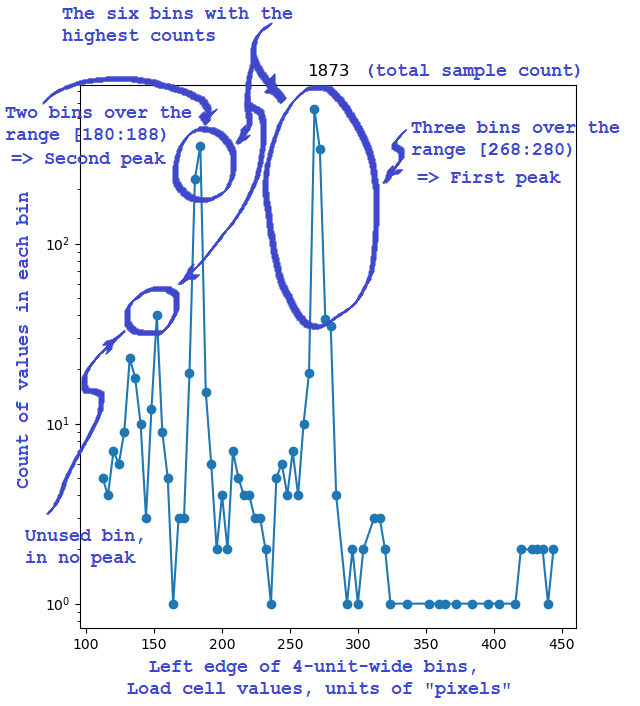 The six bins with the
highest counts
1873 (total sample count)
Two bins over the
range [180:188)
=> Second peak
Three bins over the
range [268:280)
=> First peak
Count of values in each bin
10²
10¹
10⁰
Unused bin,
in no peak
100 150 200 250 300 350 400 450
Left edge of 4-unit-wide bins,
Load cell values, units of "pixels"